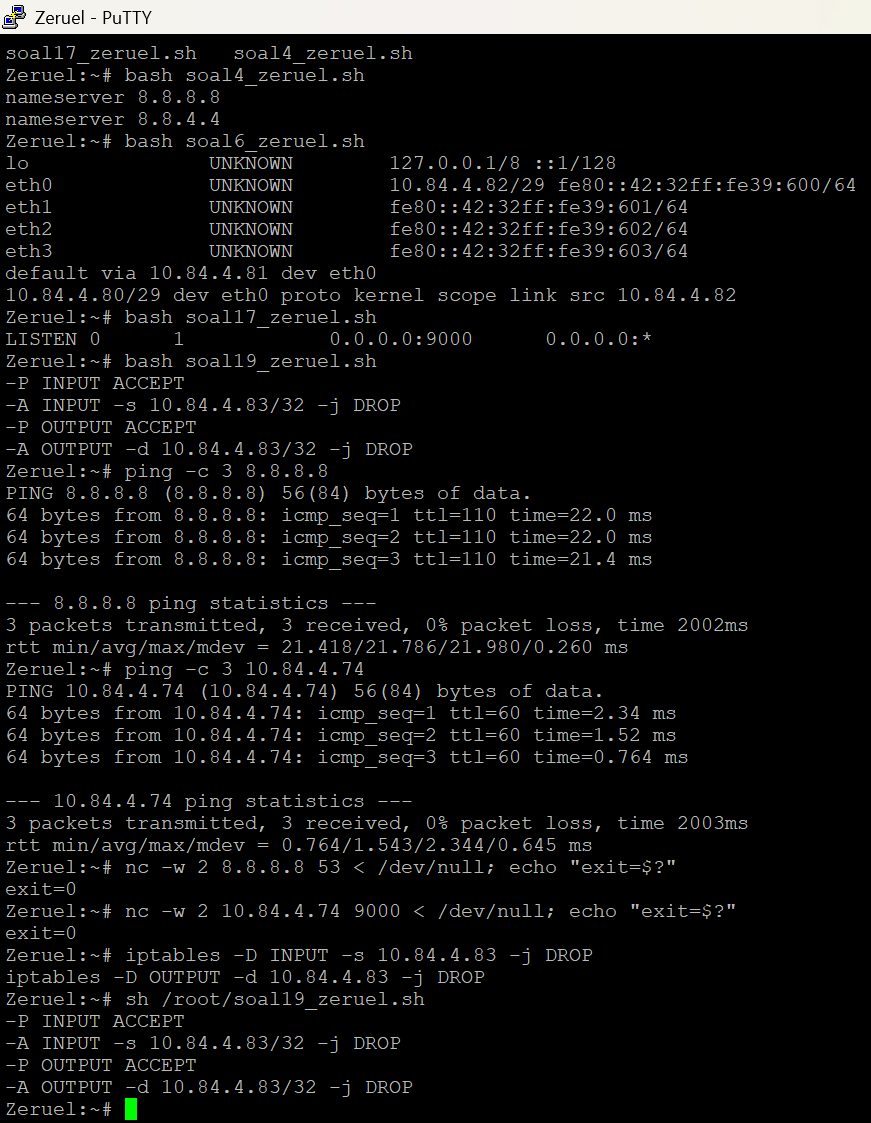 Zeruel - PuTTY
soal17_zeruel.sh   soal4_zeruel.sh
Zeruel:~# bash soal4_zeruel.sh
nameserver 8.8.8.8
nameserver 8.8.4.4
Zeruel:~# bash soal6_zeruel.sh
lo               UNKNOWN        127.0.0.1/8 ::1/128
eth0             UNKNOWN        10.84.4.82/29 fe80::42:32ff:fe39:600/64
eth1             UNKNOWN        fe80::42:32ff:fe39:601/64
eth2             UNKNOWN        fe80::42:32ff:fe39:602/64
eth3             UNKNOWN        fe80::42:32ff:fe39:603/64
default via 10.84.4.81 dev eth0
10.84.4.80/29 dev eth0 proto kernel scope link src 10.84.4.82
Zeruel:~# bash soal17_zeruel.sh
LISTEN 0      1            0.0.0.0:9000      0.0.0.0:*
Zeruel:~# bash soal19_zeruel.sh
-P INPUT ACCEPT
-A INPUT -s 10.84.4.83/32 -j DROP
-P OUTPUT ACCEPT
-A OUTPUT -d 10.84.4.83/32 -j DROP
Zeruel:~# ping -c 3 8.8.8.8
PING 8.8.8.8 (8.8.8.8) 56(84) bytes of data.
64 bytes from 8.8.8.8: icmp_seq=1 ttl=110 time=22.0 ms
64 bytes from 8.8.8.8: icmp_seq=2 ttl=110 time=22.0 ms
64 bytes from 8.8.8.8: icmp_seq=3 ttl=110 time=21.4 ms

--- 8.8.8.8 ping statistics ---
3 packets transmitted, 3 received, 0% packet loss, time 2002ms
rtt min/avg/max/mdev = 21.418/21.786/21.980/0.260 ms
Zeruel:~# ping -c 3 10.84.4.74
PING 10.84.4.74 (10.84.4.74) 56(84) bytes of data.
64 bytes from 10.84.4.74: icmp_seq=1 ttl=60 time=2.34 ms
64 bytes from 10.84.4.74: icmp_seq=2 ttl=60 time=1.52 ms
64 bytes from 10.84.4.74: icmp_seq=3 ttl=60 time=0.764 ms

--- 10.84.4.74 ping statistics ---
3 packets transmitted, 3 received, 0% packet loss, time 2003ms
rtt min/avg/max/mdev = 0.764/1.543/2.344/0.645 ms
Zeruel:~# nc -w 2 8.8.8.8 53 < /dev/null; echo "exit=$?"
exit=0
Zeruel:~# nc -w 2 10.84.4.74 9000 < /dev/null; echo "exit=$?"
exit=0
Zeruel:~# iptables -D INPUT -s 10.84.4.83 -j DROP
iptables -D OUTPUT -d 10.84.4.83 -j DROP
Zeruel:~# sh /root/soal19_zeruel.sh
-P INPUT ACCEPT
-A INPUT -s 10.84.4.83/32 -j DROP
-P OUTPUT ACCEPT
-A OUTPUT -d 10.84.4.83/32 -j DROP
Zeruel:~#